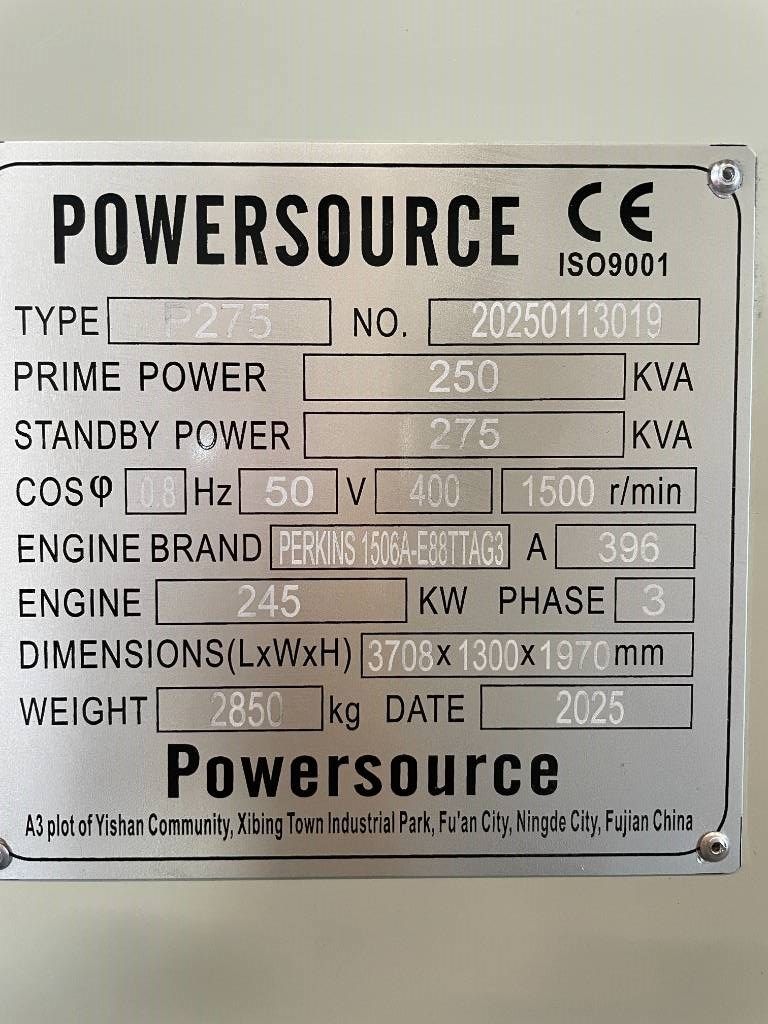 POWERSOURCE CE
ISO9001
TYPE P275 NO. 20250113019
PRIME POWER 250 KVA
STANDBY POWER 275 KVA
COSφ 0.8 Hz 50 V 400 1500 r/min
ENGINE BRAND PERKINS 1506A-E88TTAG3 A 396
ENGINE 245 KW PHASE 3
DIMENSIONS(LxWxH) 3708x1300x1970mm
WEIGHT 2850 kg DATE 2025
Powersource
A3 plot of Yishan Community, Xibing Town Industrial Park, Fu'an City, Ningde City, Fujian China